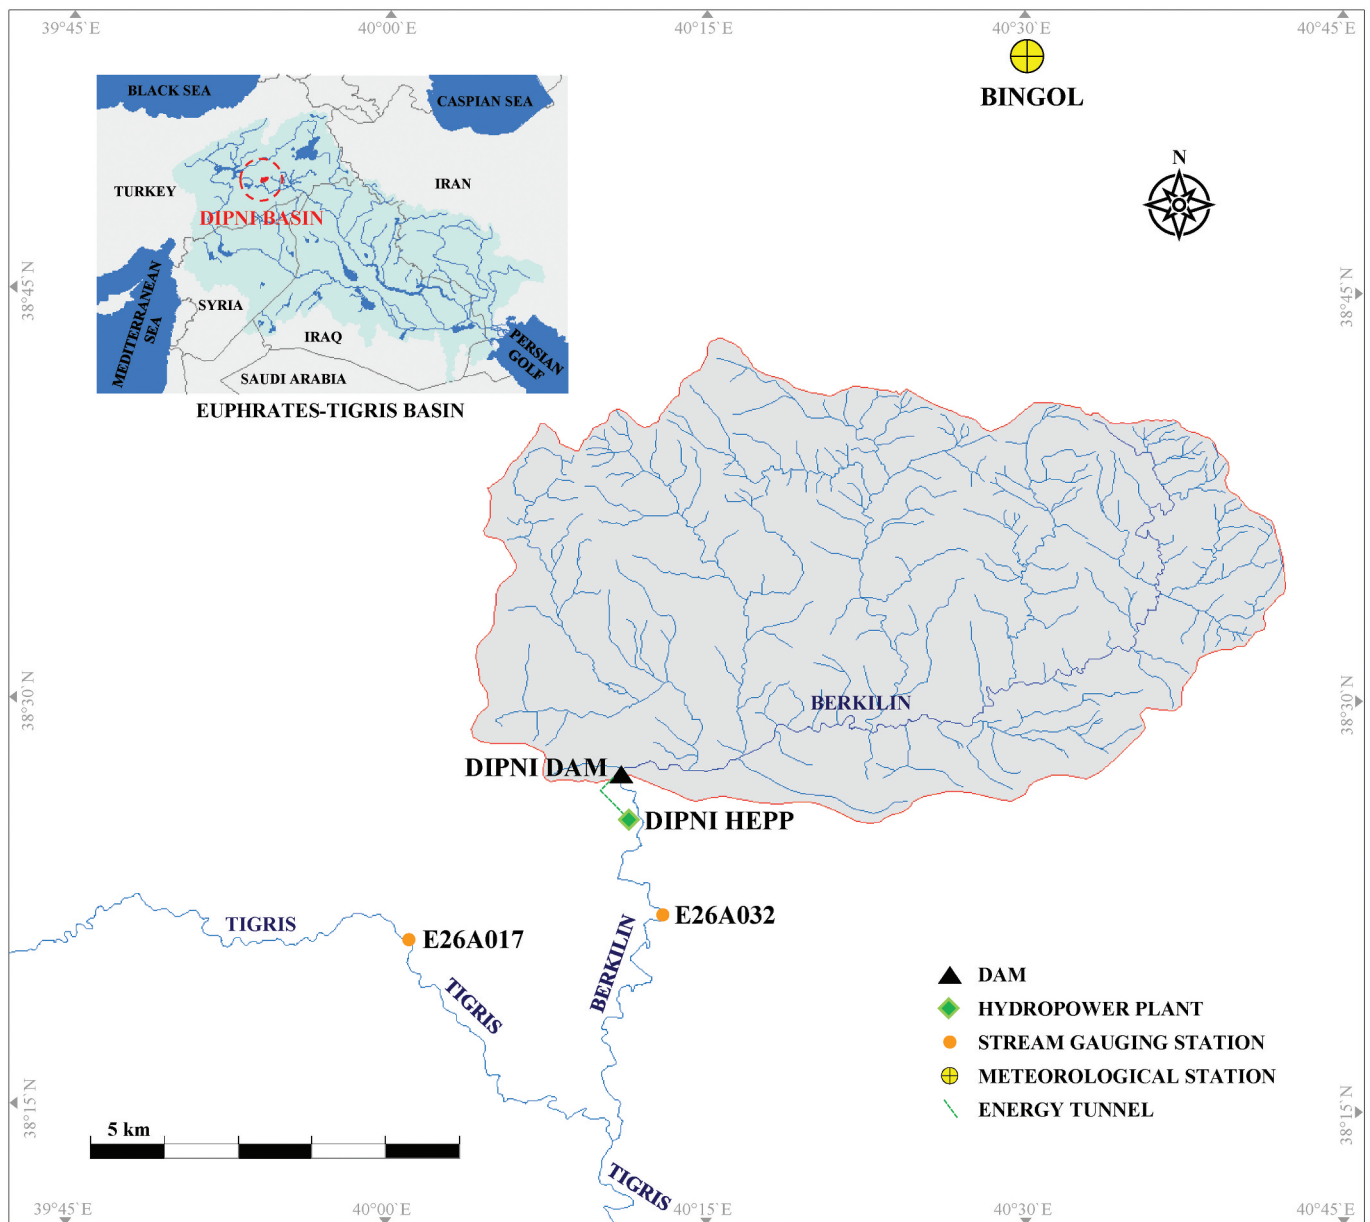 39°45`E
40°00`E
40°15`E
40°30`E
40°45`E
BINGOL
BLACK SEA
CASPIAN SEA
TURKEY
IRAN
DIPNI BASIN
MEDITERRANEAN
SEA
SYRIA
IRAQ
PERSIAN
GOLF
SAUDI ARABIA
EUPHRATES-TIGRIS BASIN
N
38°45`N
38°45`N
38°30`N
38°30`N
BERKILIN
DIPNI DAM
DIPNI HEPP
E26A032
TIGRIS
E26A017
BERKILIN
TIGRIS
DAM
HYDROPOWER PLANT
STREAM GAUGING STATION
METEOROLOGICAL STATION
ENERGY TUNNEL
38°15`N
38°15`N
5 km
TIGRIS
39°45`E
40°00`E
40°15`E
40°30`E
40°45`E